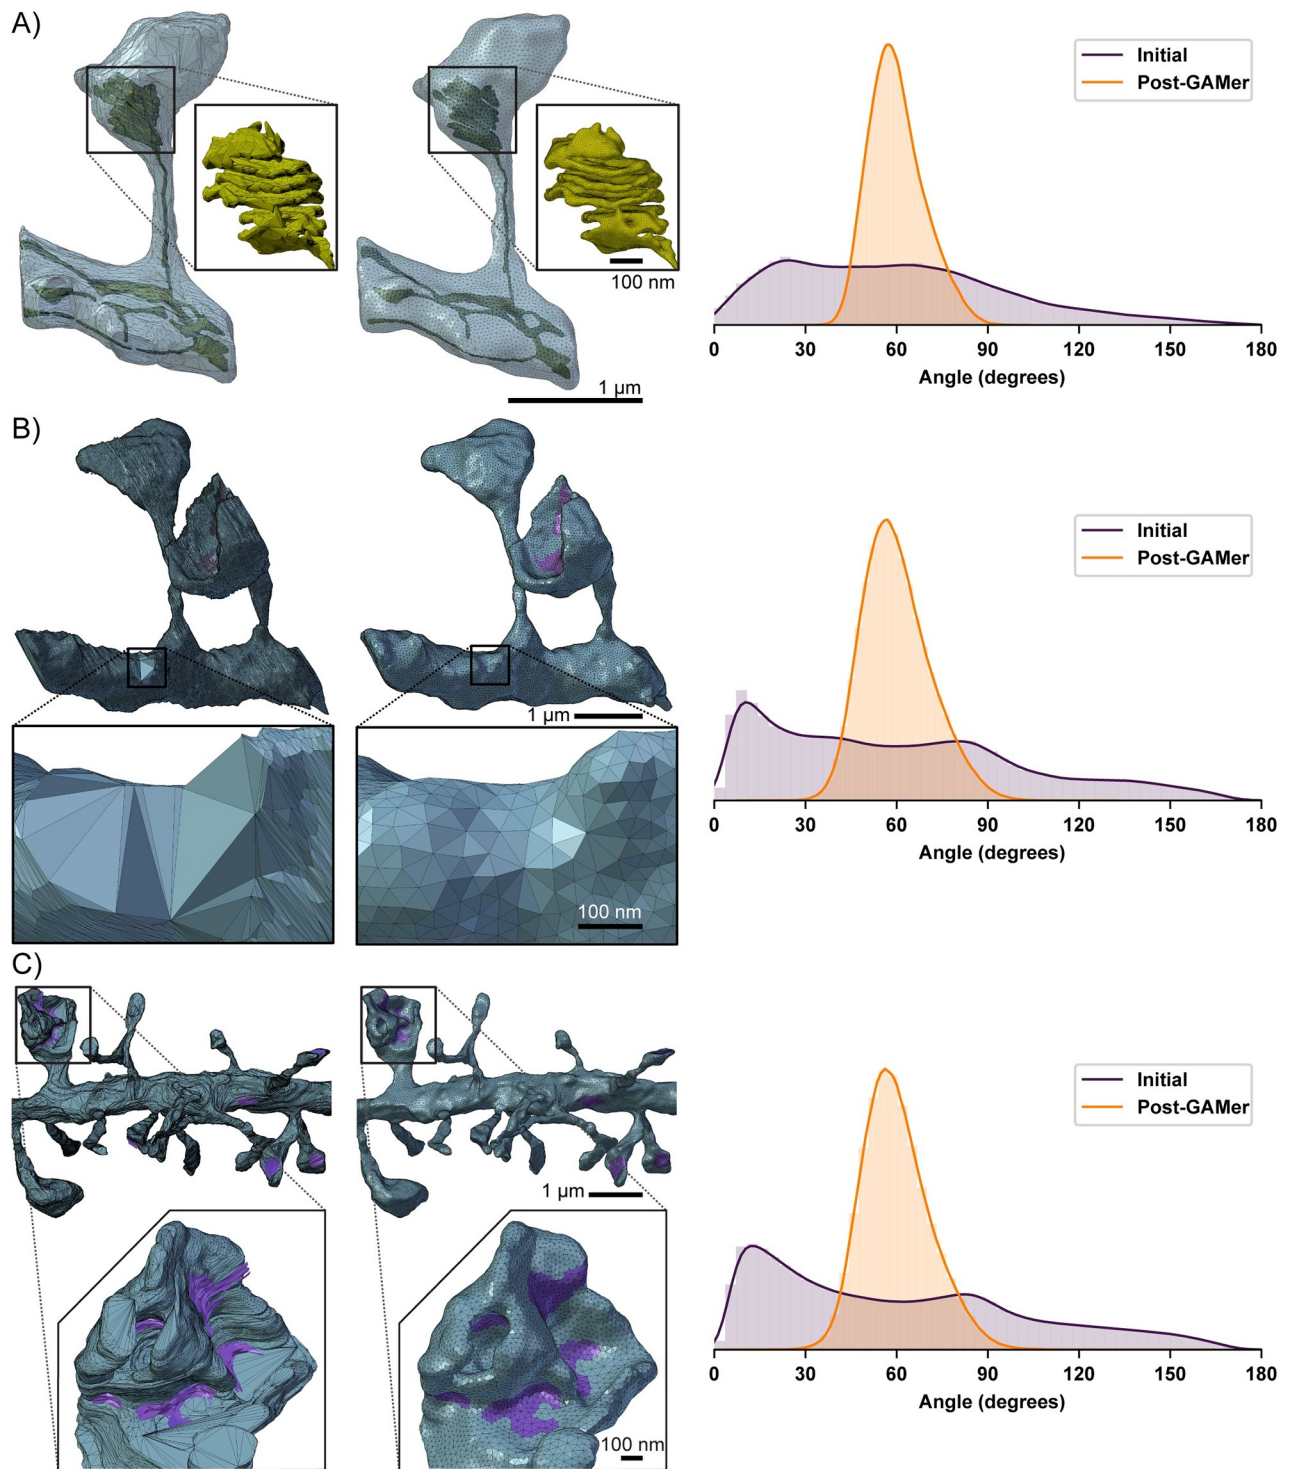 A)
Initial
Post-GAMer
100 nm
1 µm
0 30 60 90 120 150 180
Angle (degrees)
B)
Initial
Post-GAMer
1 µm
100 nm
0 30 60 90 120 150 180
Angle (degrees)
C)
Initial
Post-GAMer
1 µm
100 nm
0 30 60 90 120 150 180
Angle (degrees)